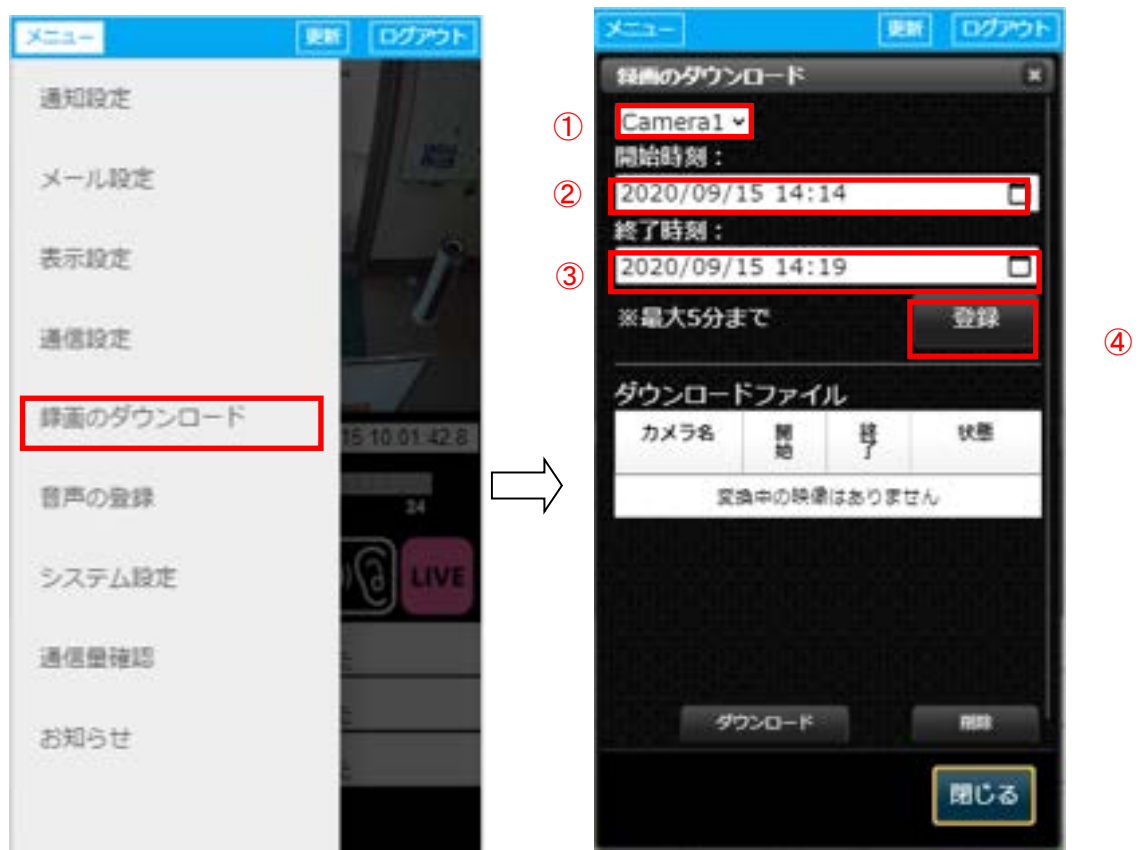 メニュー 更新 ログアウト
通知設定
メール設定
表示設定
通信設定
録画のダウンロード
音声の登録
システム設定
通信量確認
お知らせ
15 10:01:42.8
34
LIVE
メニュー 更新 ログアウト
録画のダウンロード
① Camera1
開始時刻：
② 2020/09/15 14:14
終了時刻：
③ 2020/09/15 14:19
※最大5分まで 登録 ④
ダウンロードファイル
カメラ名 開始 終了 状態
変換中の映像はありません
ダウンロード 削除
閉じる